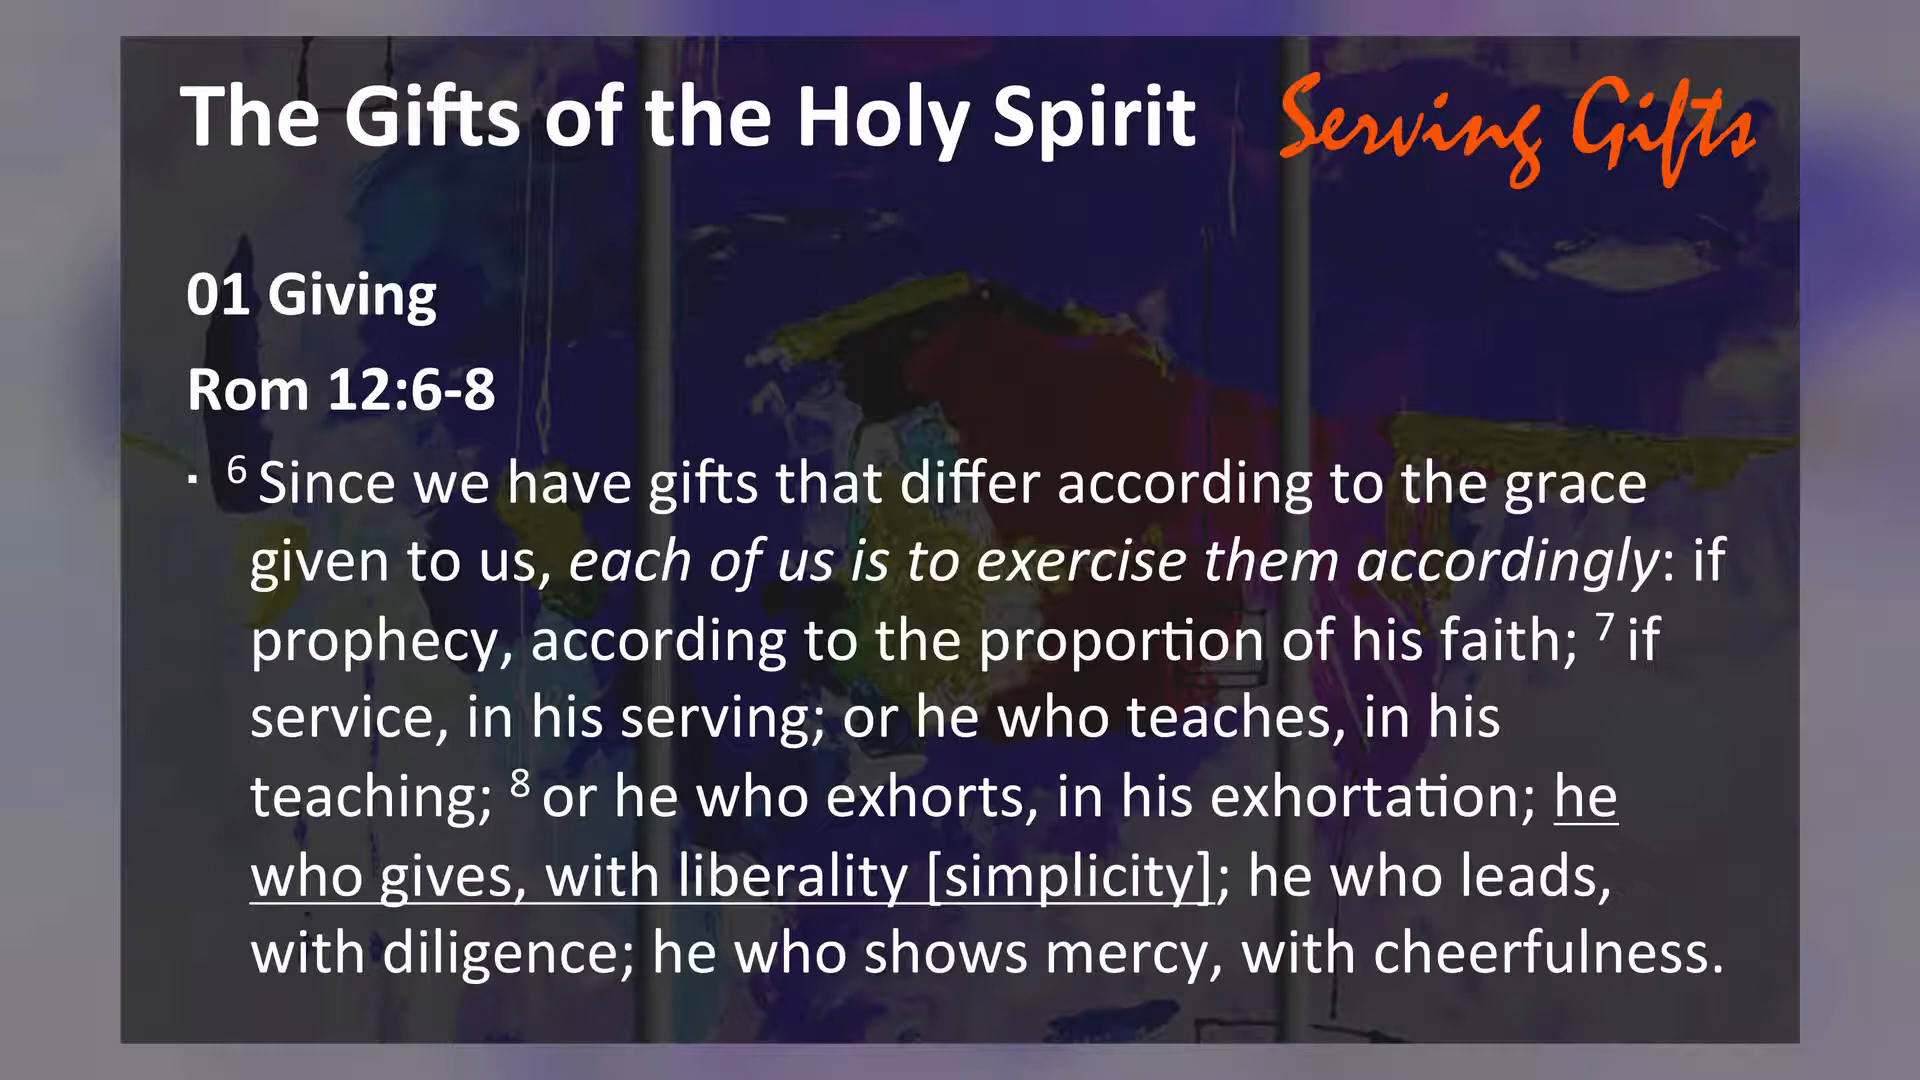 The Gifts of the Holy Spirit
Serving Gifts
01 Giving
Rom 12:6-8
▪ 6 Since we have gifts that differ according to the grace
given to us, each of us is to exercise them accordingly: if
prophecy, according to the proportion of his faith; 7 if
service, in his serving; or he who teaches, in his
teaching; 8 or he who exhorts, in his exhortation; he
who gives, with liberality [simplicity]; he who leads,
with diligence; he who shows mercy, with cheerfulness.